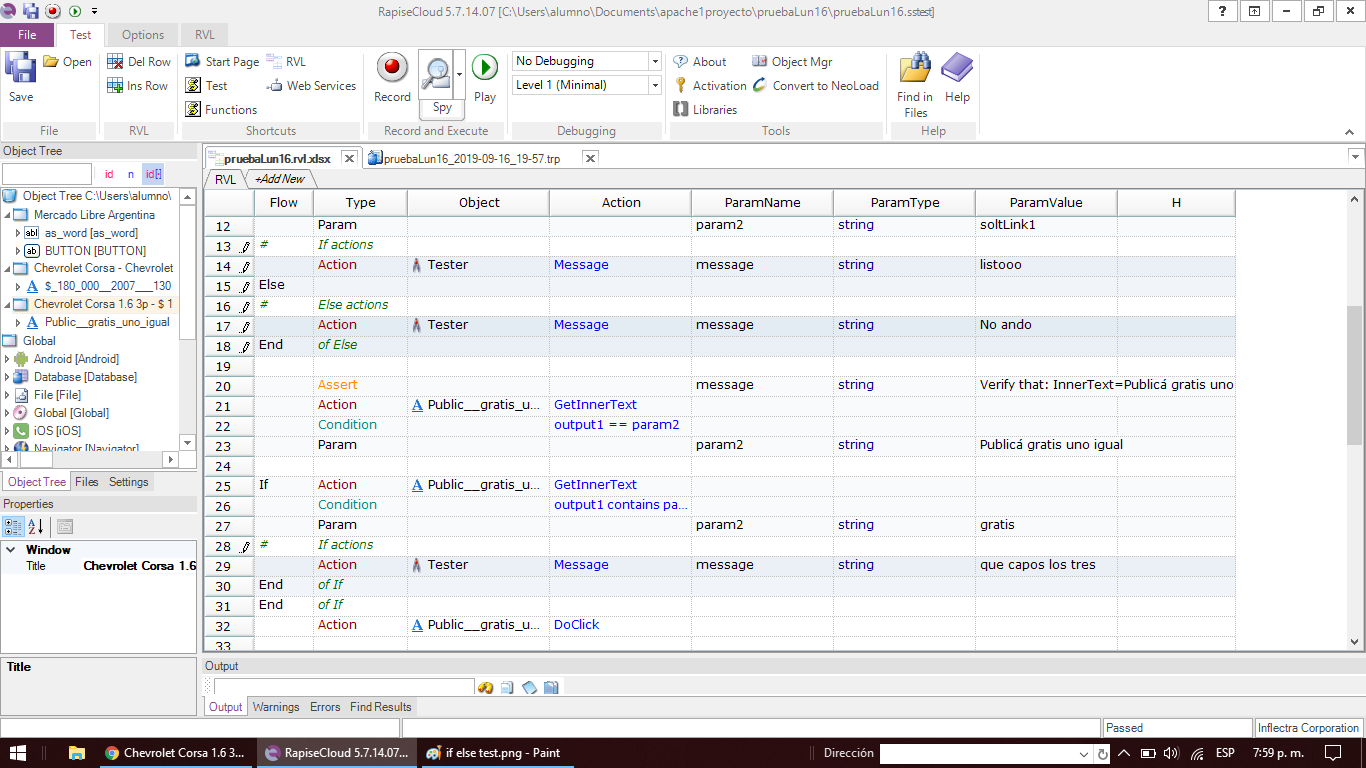 RapiseCloud 5.7.14.07 [C:\Users\alumno\Documents\apache1proyecto\pruebaLun16\pruebaLun16.sstest]
File Test Options RVL
Save
Open
Del Row
Ins Row
Start Page
RVL
Test
Web Services
Functions
Record
Spy
Play
No Debugging
Level 1 (Minimal)
About
Object Mgr
Activation
Convert to NeoLoad
Libraries
Find in
Files
Help
File RVL Shortcuts Record and Execute Debugging Tools Help
Object Tree
id n id[·]
Object Tree C:\Users\alumno\
Mercado Libre Argentina
as_word [as_word]
BUTTON [BUTTON]
Chevrolet Corsa - Chevrolet
$_180_000__2007___130
Chevrolet Corsa 1.6 3p - $ 1
Public__gratis_uno_igual
Global
Android [Android]
Database [Database]
File [File]
Global [Global]
iOS [iOS]
Navigator [Navigator]
Object Tree Files Settings
Properties
Window
Title Chevrolet Corsa 1.6
Title
pruebaLun16.rvl.xlsx
pruebaLun16_2019-09-16_19-57.trp
RVL +Add New
Flow Type Object Action ParamName ParamType ParamValue H
12 Param param2 string soltLink1
13 # If actions
14 Action Tester Message message string listooo
15 Else
16 # Else actions
17 Action Tester Message message string No ando
18 End of Else
19
20 Assert message string Verify that: InnerText=Publicá gratis uno
21 Action Public__gratis_u... GetInnerText
22 Condition output1 == param2
23 Param param2 string Publicá gratis uno igual
24
25 If Action Public__gratis_u... GetInnerText
26 Condition output1 contains pa...
27 Param param2 string gratis
28 # If actions
29 Action Tester Message message string que capos los tres
30 End of If
31 End of If
32 Action Public__gratis_u... DoClick
33
Output
Output Warnings Errors Find Results
Passed Inflectra Corporation
Chevrolet Corsa 1.6 3...
RapiseCloud 5.7.14.07...
if else test.png - Paint
Dirección
ESP
7:59 p. m.